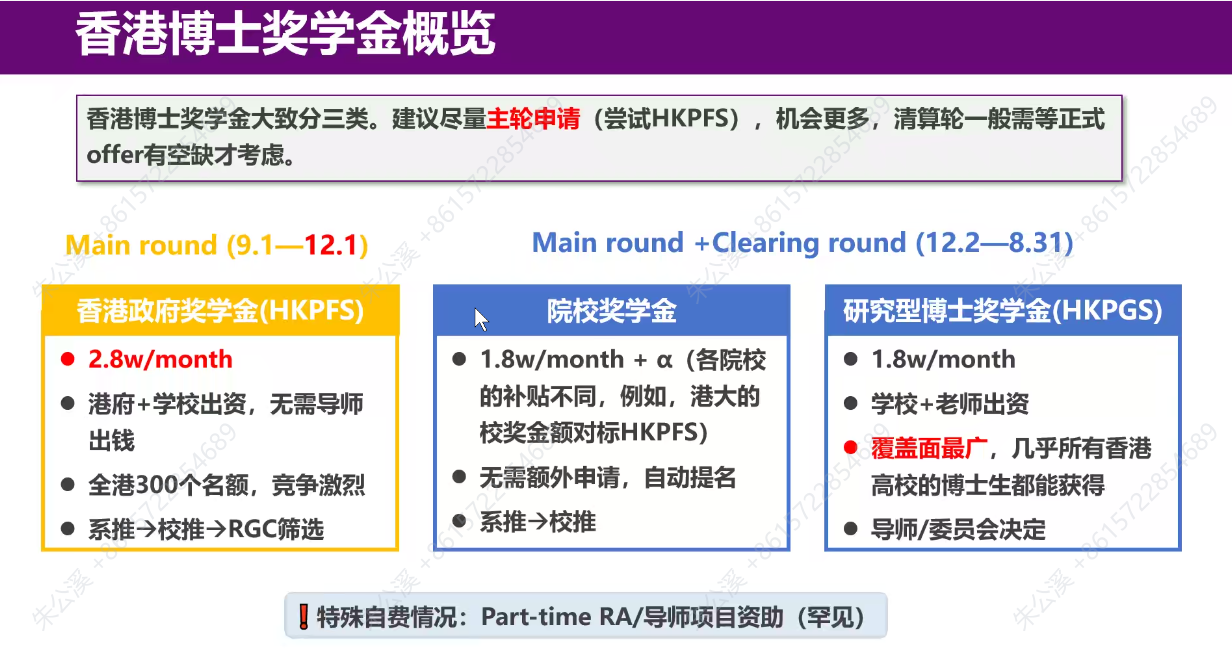 香港博士奖学金概览
香港博士奖学金大致分三类。建议尽量主轮申请（尝试HKPFS），机会更多，清算轮一般需等正式
offer有空缺才考虑。
Main round (9.1—12.1)
香港政府奖学金(HKPFS)
● 2.8w/month
● 港府+学校出资，无需导师
出钱
● 全港300个名额，竞争激烈
● 系推→校推→RGC筛选
Main round +Clearing round (12.2—8.31)
院校奖学金
● 1.8w/month + α（各院校
的补贴不同，例如，港大的
校奖金额对标HKPFS）
● 无需额外申请，自动提名
● 系推→校推
研究型博士奖学金(HKPGS)
● 1.8w/month
● 学校+老师出资
● 覆盖面最广，几乎所有香港
高校的博士生都能获得
● 导师/委员会决定
❗特殊自费情况：Part-time RA/导师项目资助（罕见）
朱公溪 +8615722854689